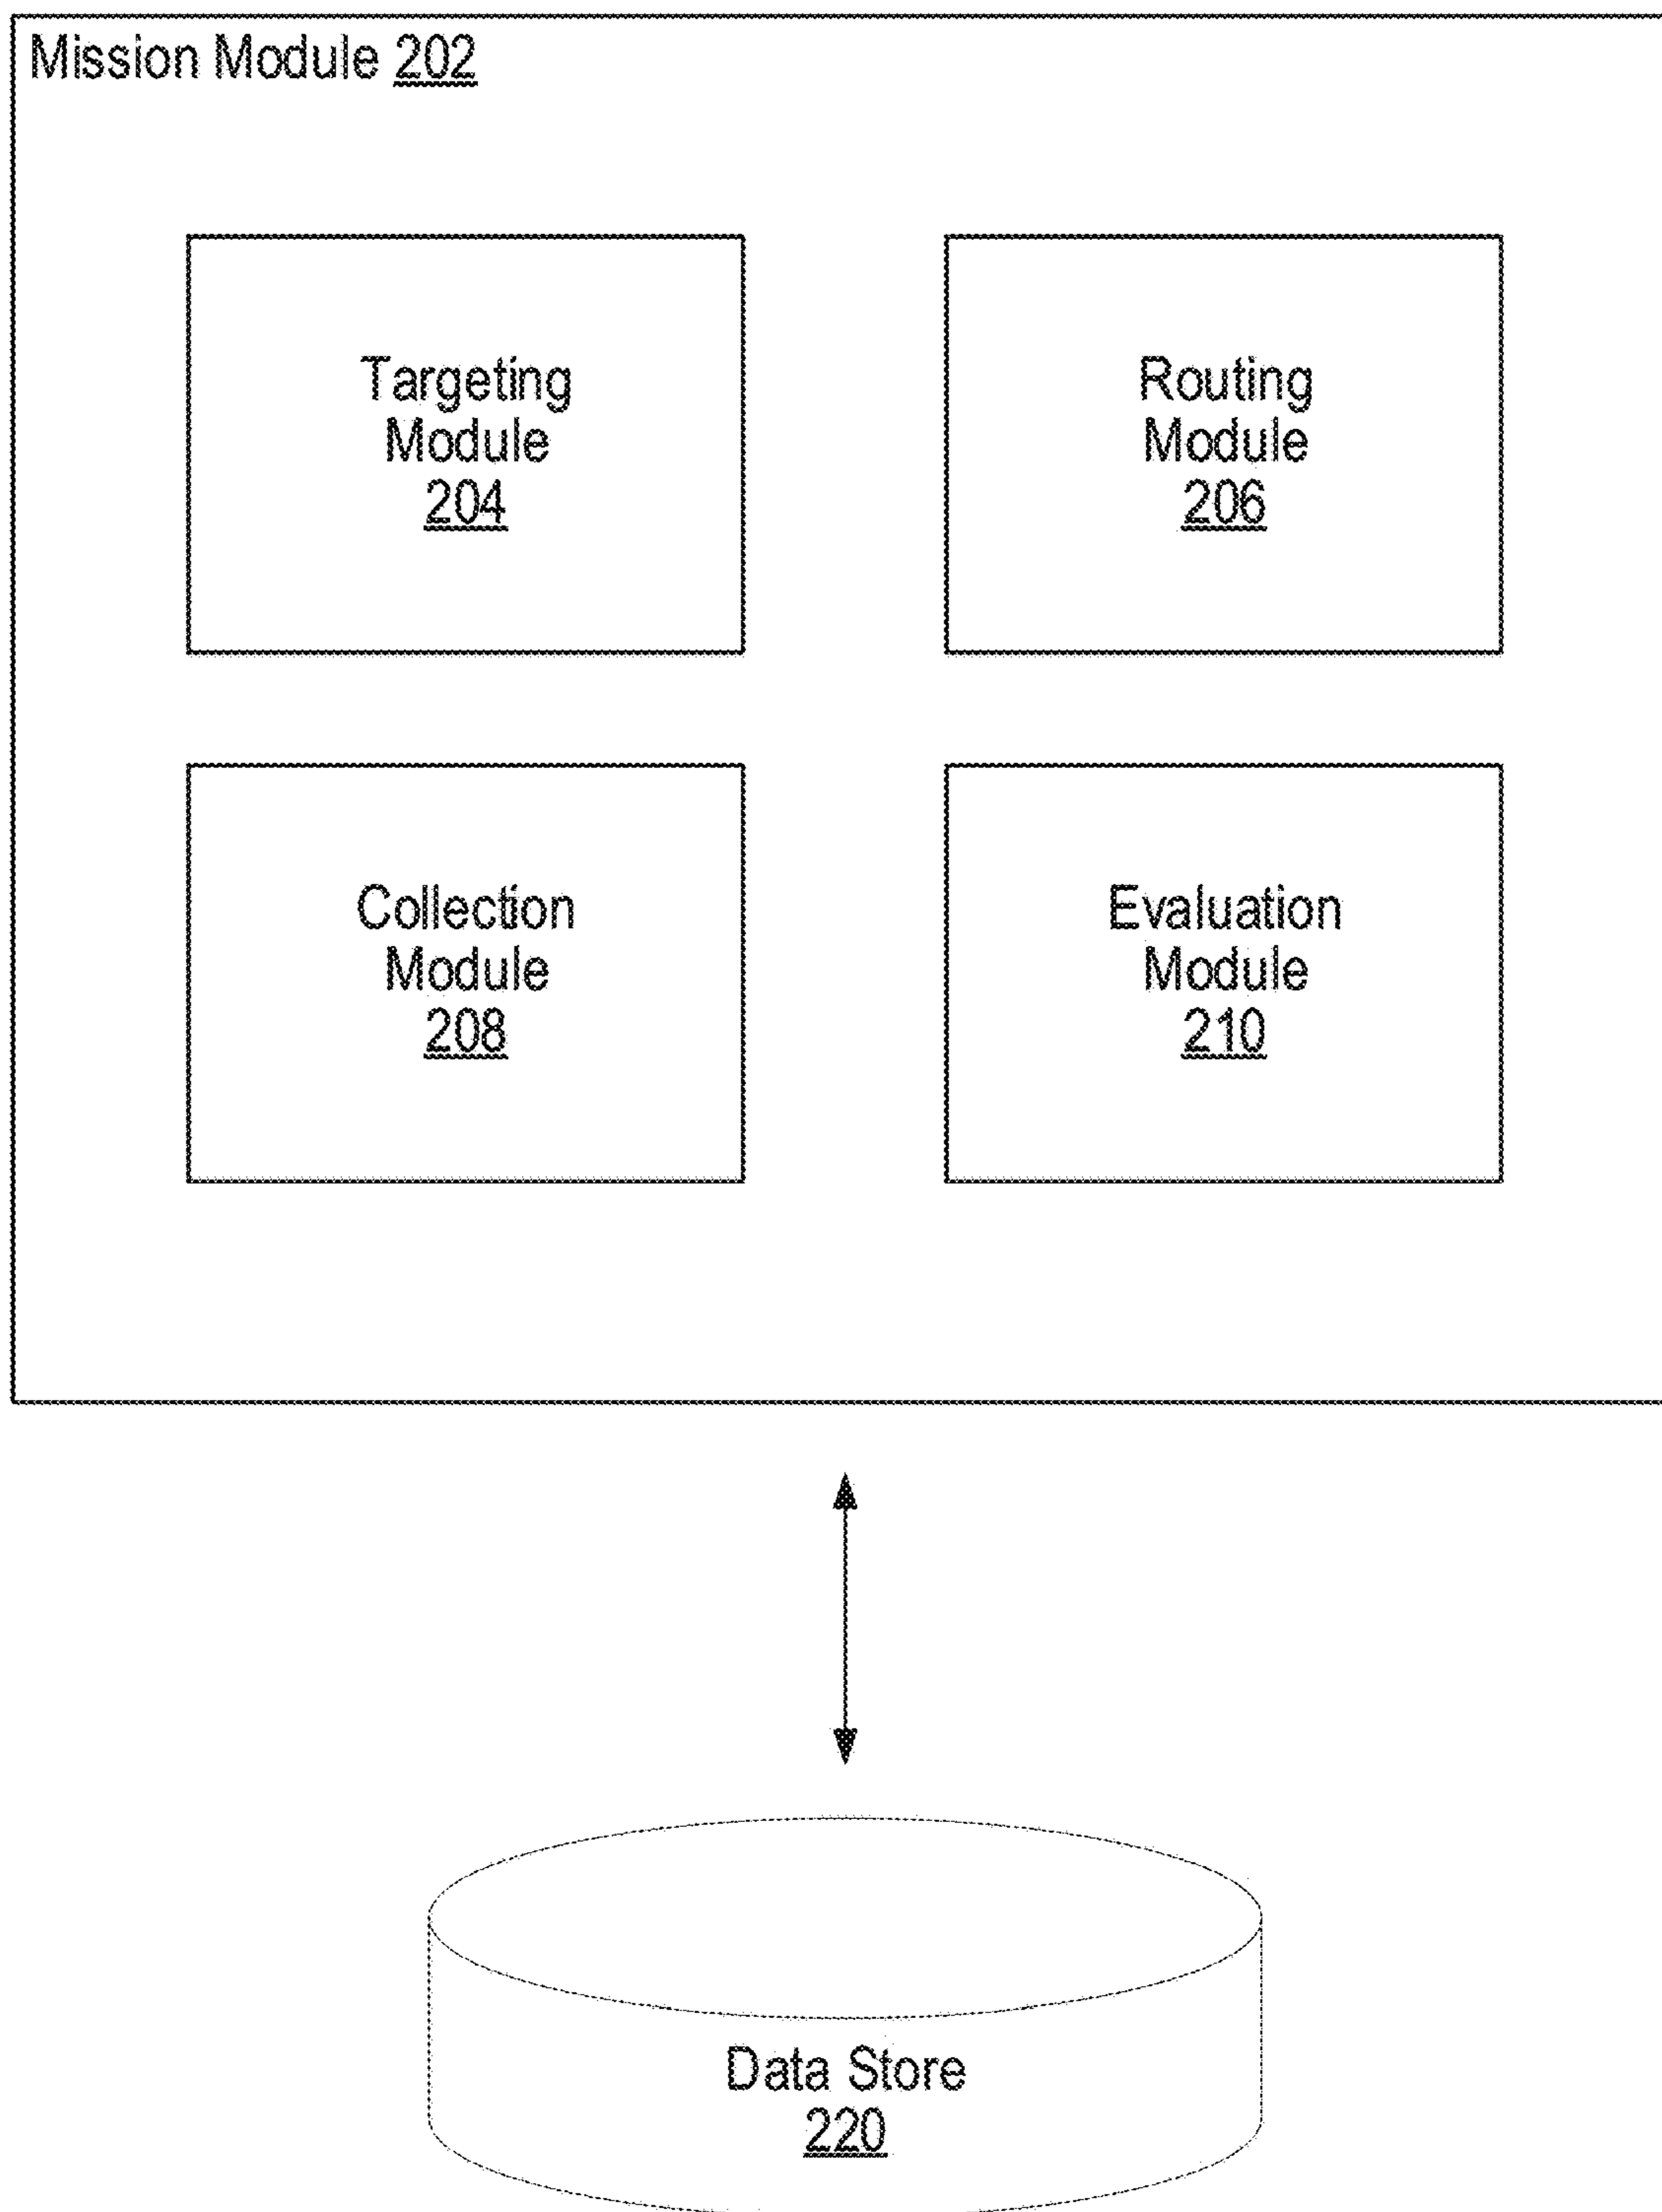 Mission Module 202
Targeting
Module
204
Routing
Module
206
Collection
Module
208
Evaluation
Module
210
Data Store
220